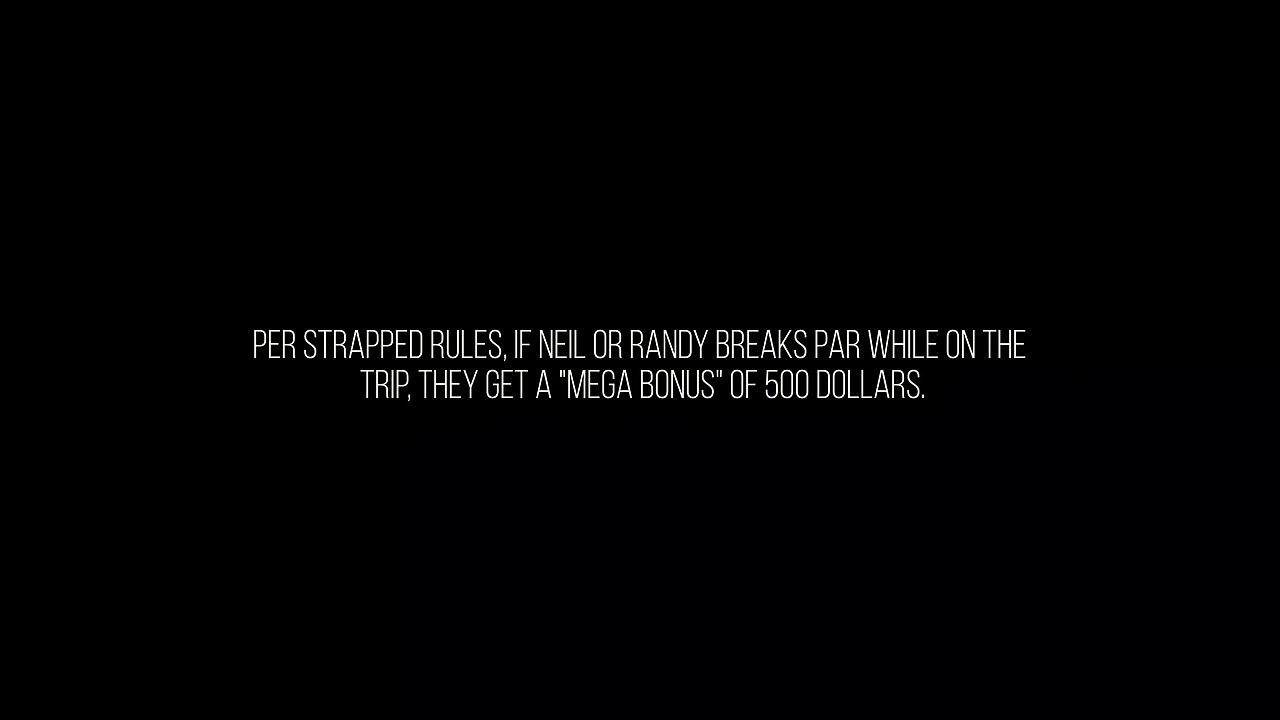 PER STRAPPED RULES, IF NEIL OR RANDY BREAKS PAR WHILE ON THE
TRIP, THEY GET A "MEGA BONUS" OF 500 DOLLARS.